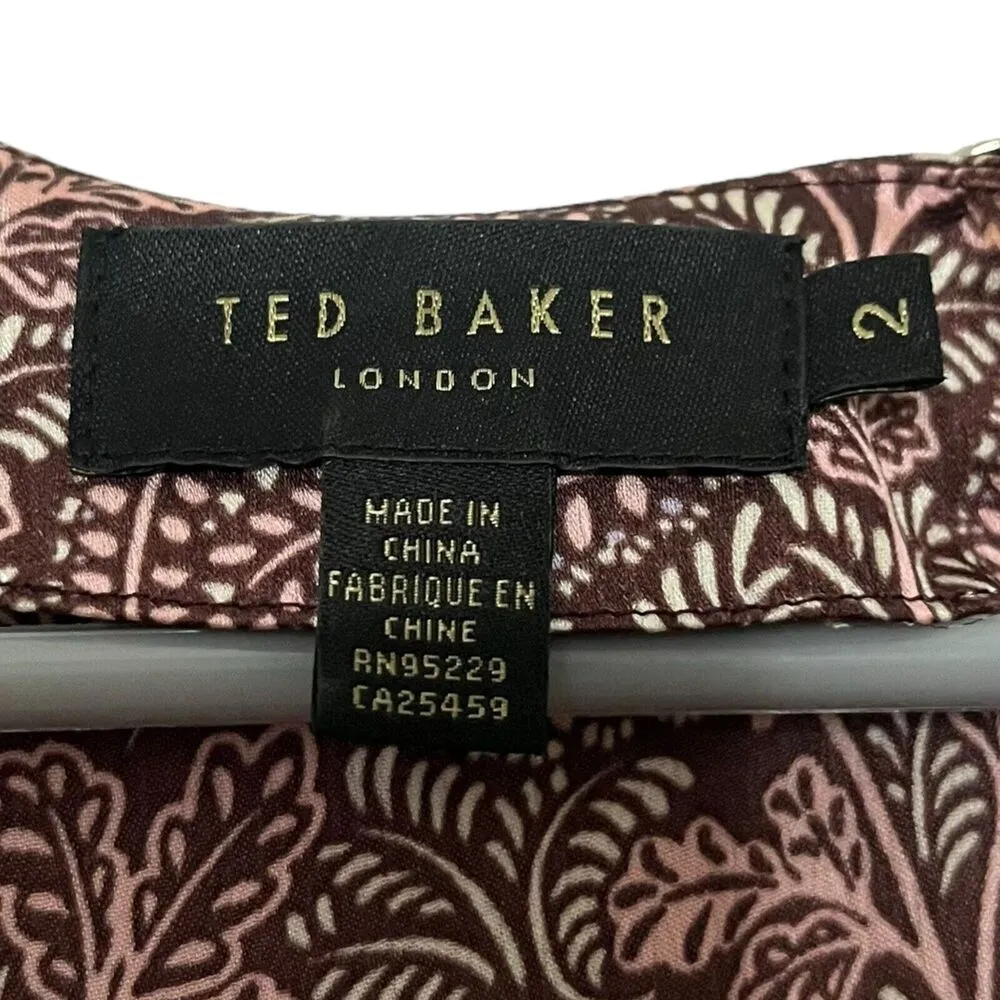 TED BAKER
LONDON
2
MADE IN
CHINA
FABRIQUE EN
CHINE
RN95229
CA25459